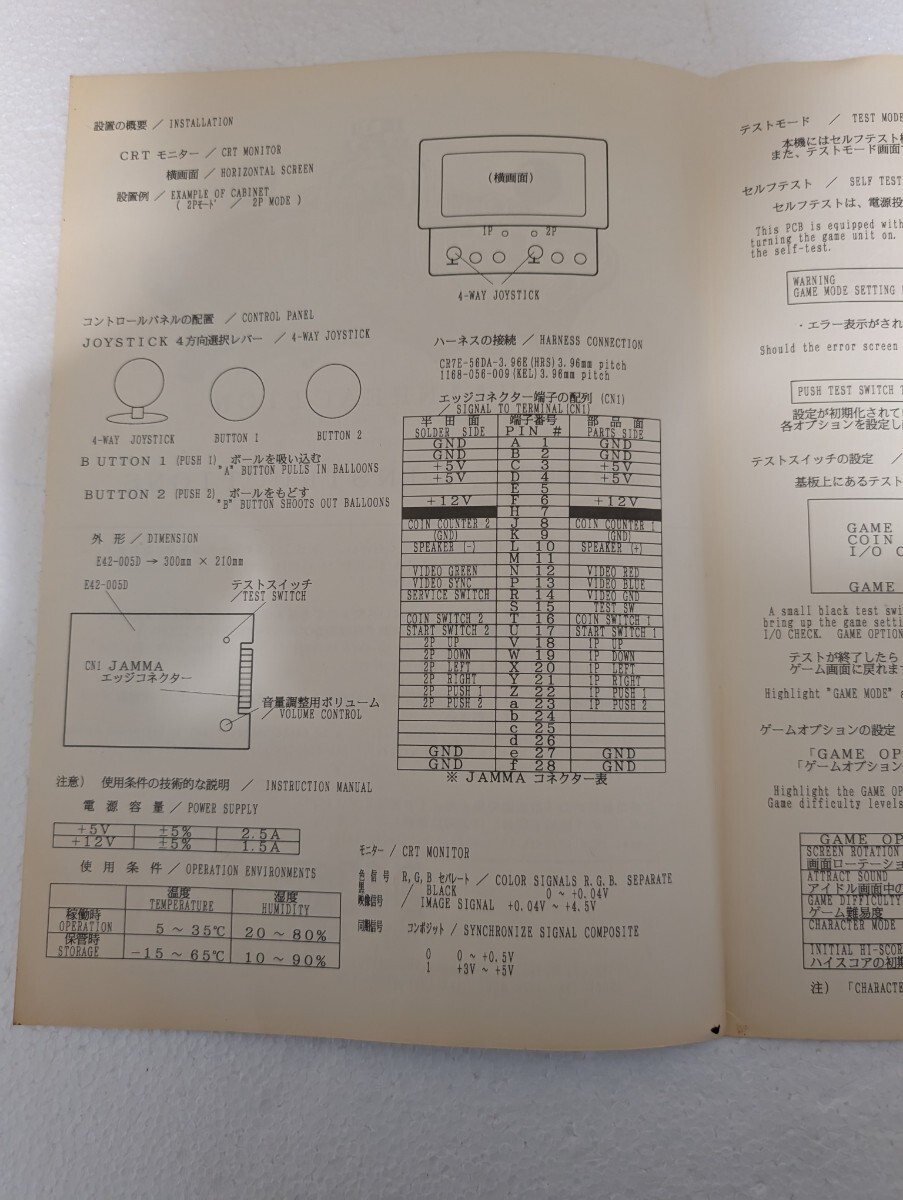 設置の概要 / INSTALLATION
CRT モニター / CRT MONITOR
横画面 / HORIZONTAL SCREEN
設置例 / EXAMPLE OF CABINET
( 2Pモード / 2P MODE )
(横画面)
1P 2P
4-WAY JOYSTICK
コントロールパネルの配置 / CONTROL PANEL
JOYSTICK 4方向選択レバー / 4-WAY JOYSTICK
4-WAY JOYSTICK BUTTON 1 BUTTON 2
BUTTON 1 (PUSH 1) ボールを吸い込む
"A" BUTTON PULLS IN BALLOONS
BUTTON 2 (PUSH 2) ボールをもどす
"B" BUTTON SHOOTS OUT BALLOONS
外 形 / DIMENSION
E42-005D → 300mm × 210mm
E42-005D
テストスイッチ
/TEST SWITCH
CN1 JAMMA
エッジコネクター
音量調整用ボリューム
/ VOLUME CONTROL
ハーネスの接続 / HARNESS CONNECTION
CR7E-56DA-3.96E(HRS)3.96mm pitch
1168-056-009(KEL)3.96mm pitch
エッジコネクター端子の配列(CN1)
/ SIGNAL TO TERMINAL(CN1)
半 田 面 端子番号 部 品 面
SOLDER SIDE PIN # PARTS SIDE
GND A 1 GND
GND B 2 GND
+5V C 3 +5V
+5V D 4 +5V
E 5
+12V F 6 +12V
H 7
COIN COUNTER 2 J 8 COIN COUNTER 1
(GND) K 9 (GND)
SPEAKER (-) L 10 SPEAKER (+)
M 11
VIDEO GREEN N 12 VIDEO RED
VIDEO SYNC P 13 VIDEO BLUE
SERVICE SWITCH R 14 VIDEO GND
S 15 TEST SW
COIN SWITCH 2 T 16 COIN SWITCH 1
START SWITCH 2 U 17 START SWITCH 1
2P UP V 18 1P UP
2P DOWN W 19 1P DOWN
2P LEFT X 20 1P LEFT
2P RIGHT Y 21 1P RIGHT
2P PUSH 1 Z 22 1P PUSH 1
2P PUSH 2 a 23 1P PUSH 2
b 24
c 25
d 26
GND e 27 GND
GND f 28 GND
※ JAMMA コネクター表
注意) 使用条件の技術的な説明 / INSTRUCTION MANUAL
電 源 容 量 / POWER SUPPLY
+5V ±5% 2.5A
+12V ±5% 1.5A
使 用 条 件 / OPERATION ENVIRONMENTS
温度 湿度
TEMPERATURE HUMIDITY
稼働時
OPERATION 5 ~ 35℃ 20 ~ 80%
保管時
STORAGE -15 ~ 65℃ 10 ~ 90%
モニター / CRT MONITOR
色信号 R,G,B セパレート / COLOR SIGNALS R.G.B. SEPARATE
黒 / BLACK 0 ~ +0.04V
映像信号 / IMAGE SIGNAL +0.04V ~ +4.5V
同期信号 コンポジット / SYNCHRONIZE SIGNAL COMPOSITE
0 0 ~ +0.5V
1 +3V ~ +5V
テストモード / TEST MODE
本機にはセルフテスト
また、テストモード画面
セルフテスト / SELF TEST
セルフテストは、電源投
This PCB is equipped with
turning the game unit on.
the self-test.
WARNING
GAME MODE SETTING
・エラー表示がされ
Should the error screen
PUSH TEST SWITCH T
設定が初期化されて
各オプションを設定し
テストスイッチの設定 /
基板上にあるテスト
GAME
COIN
I/O C
GAME
A small black test swi
bring up the game setti
I/O CHECK. GAME OPTION
テストが終了したら
ゲーム画面に戻れま
Highlight "GAME MODE" a
ゲームオプションの設定
「GAME OP
「ゲームオプション
Highlight the GAME OP
Game difficulty levels
GAME OP
SCREEN ROTATION
画面ローテーショ
ATTRACT SOUND
アイドル画面中の
GAME DIFFICULTY
ゲーム難易度
CHARACTER MODE
INITIAL HI-SCOR
ハイスコアの初期
注) 「CHARACTE